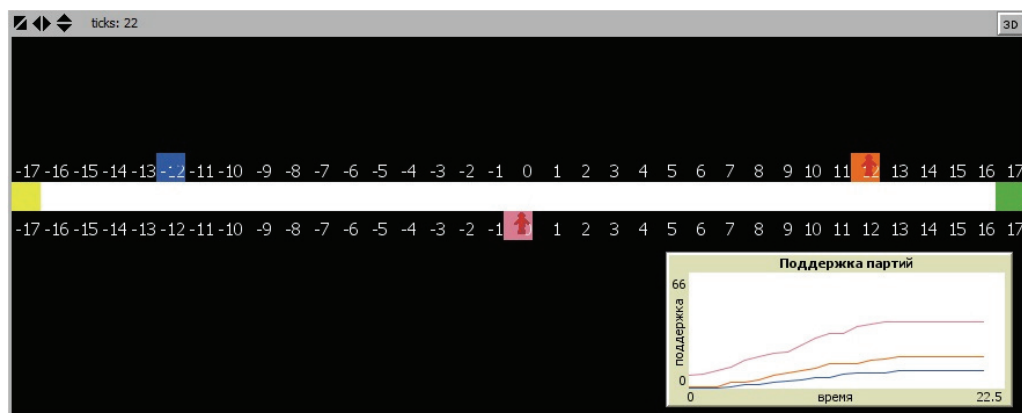 ticks: 22
3D
-17 -16 -15 -14 -13 -12 -11 -10 -9 -8 -7 -6 -5 -4 -3 -2 -1 0 1 2 3 4 5 6 7 8 9 10 11 12 13 14 15 16 17
-17 -16 -15 -14 -13 -12 -11 -10 -9 -8 -7 -6 -5 -4 -3 -2 -1 0 1 2 3 4 5 6 7 8 9 10 11 12 13 14 15 16 17
Поддержка партий
66
поддержка
0
0 время 22.5